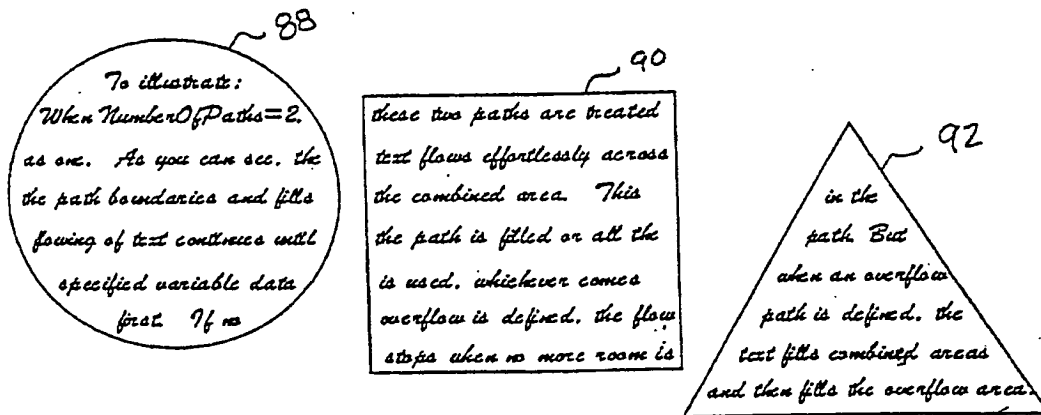 88
90
92
To illustrate:
When NumberOfPaths=2,
these two paths are treated
as one. As you can see, the
text flows effortlessly across
the path boundaries and fills
the combined area. This
flowing of text continues until
the path is filled or all the
specified variable data
is used, whichever comes
first. If no
overflow is defined, the flow
stops when no more room is
in the
path. But
when an overflow
path is defined, the
text fills combined areas
and then fills the overflow area.